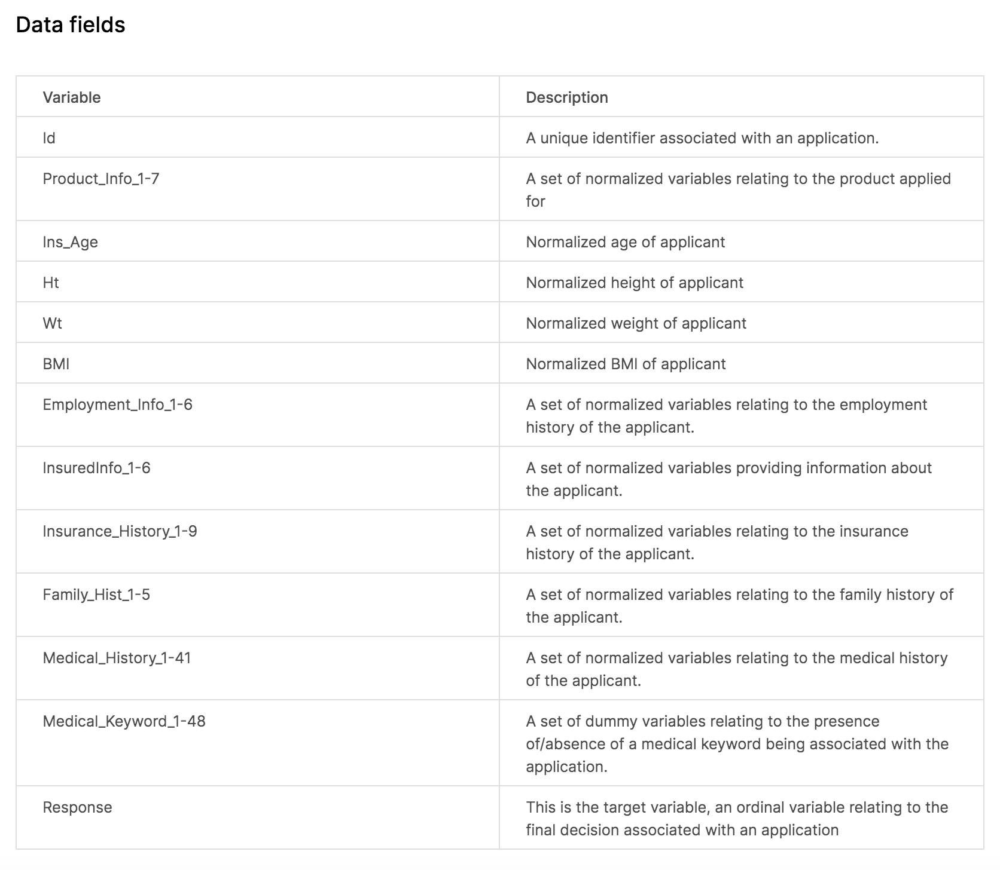 Data fields
Variable
Description
Id
A unique identifier associated with an application.
Product_Info_1-7
A set of normalized variables relating to the product applied
for
Ins_Age
Normalized age of applicant
Ht
Normalized height of applicant
Wt
Normalized weight of applicant
BMI
Normalized BMI of applicant
Employment_Info_1-6
A set of normalized variables relating to the employment
history of the applicant.
InsuredInfo_1-6
A set of normalized variables providing information about
the applicant.
Insurance_History_1-9
A set of normalized variables relating to the insurance
history of the applicant.
Family_Hist_1-5
A set of normalized variables relating to the family history of
the applicant.
Medical_History_1-41
A set of normalized variables relating to the medical history
of the applicant.
Medical_Keyword_1-48
A set of dummy variables relating to the presence
of/absence of a medical keyword being associated with the
application.
Response
This is the target variable, an ordinal variable relating to the
final decision associated with an application